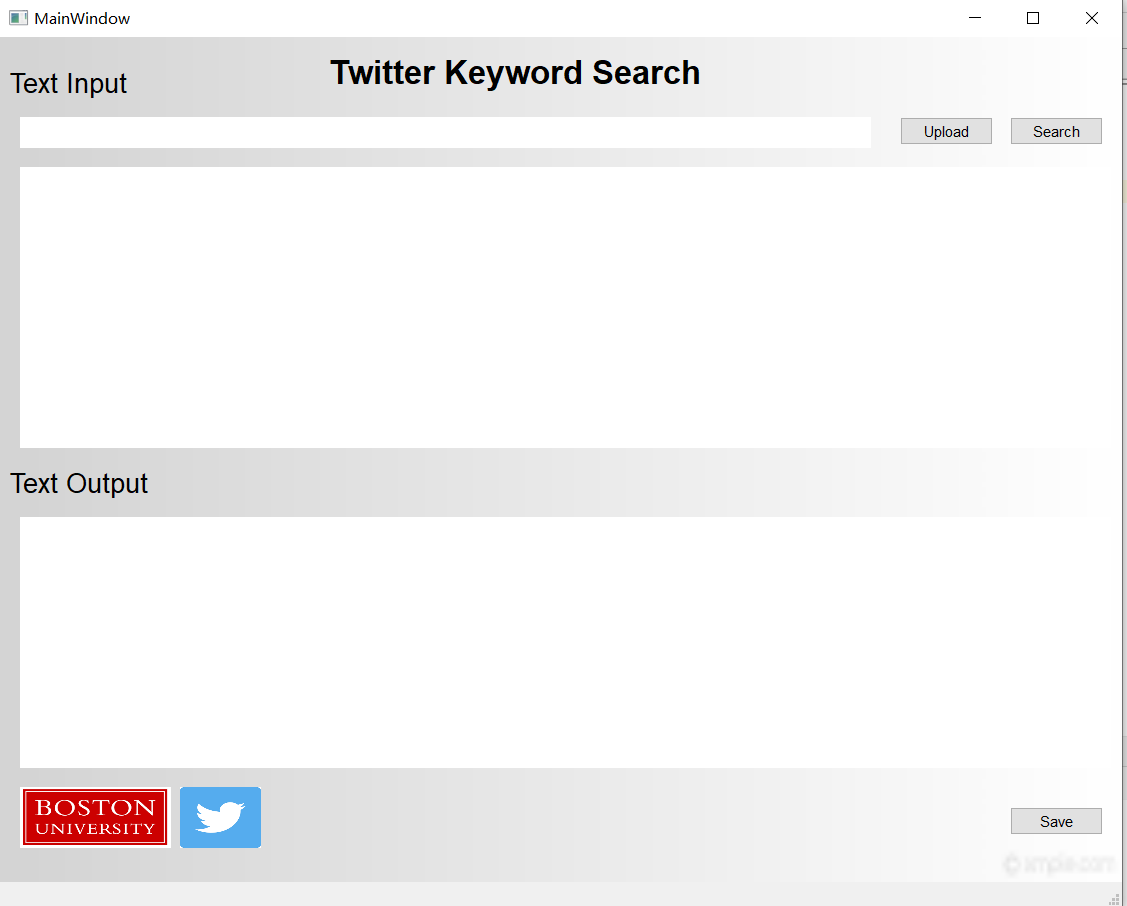 MainWindow
Twitter Keyword Search
Text Input
Upload
Search
Text Output
BOSTON
UNIVERSITY
Save